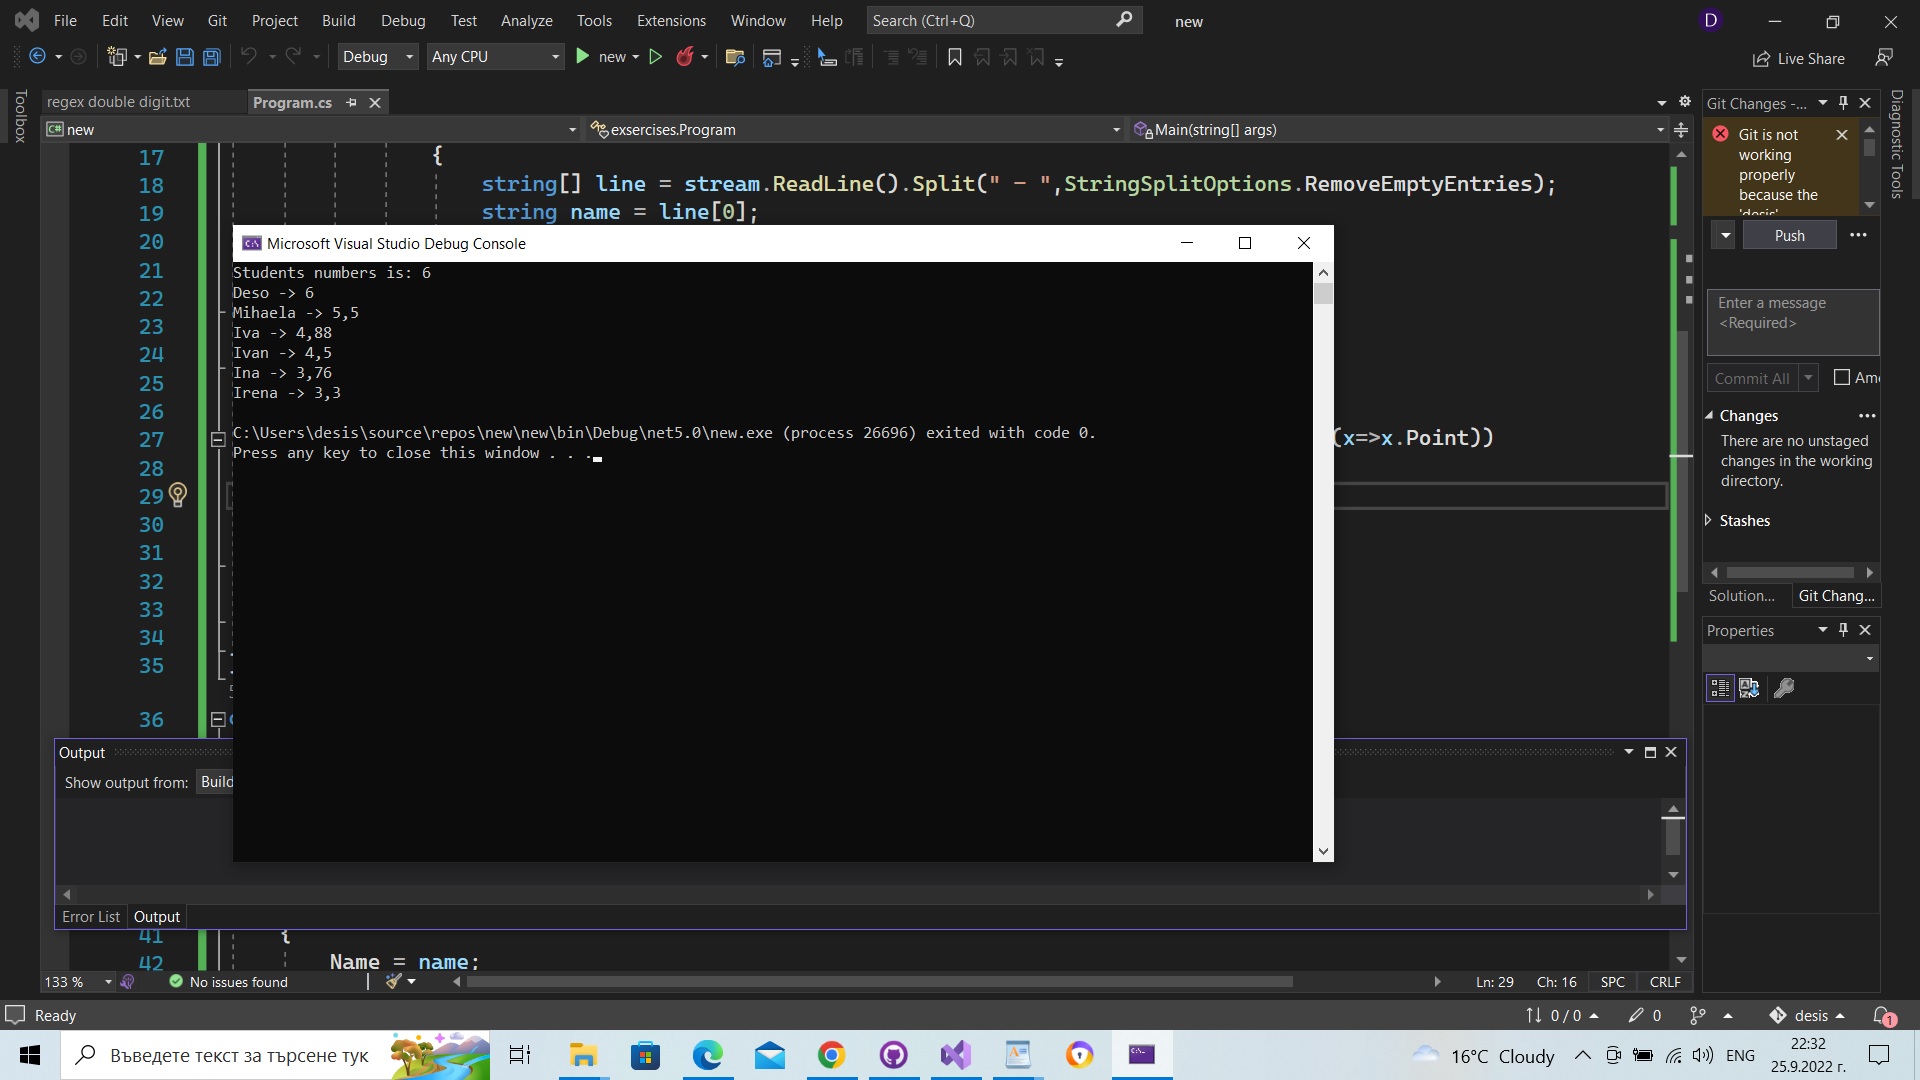 File Edit View Git Project Build Debug Test Analyze Tools Extensions Window Help Search (Ctrl+Q) new D
Debug Any CPU new Live Share
Toolbox
regex double digit.txt Program.cs
C# new exsercises.Program Main(string[] args)
17 {
18 string[] line = stream.ReadLine().Split(" - ",StringSplitOptions.RemoveEmptyEntries);
19 string name = line[0];
20
21
22
23
24
25
26
27 (x=>x.Point))
28
29
30
31
32
33
34
35
36
Microsoft Visual Studio Debug Console
Students numbers is: 6
Deso -> 6
Mihaela -> 5,5
Iva -> 4,88
Ivan -> 4,5
Ina -> 3,76
Irena -> 3,3
C:\Users\desis\source\repos\new\new\bin\Debug\net5.0\new.exe (process 26696) exited with code 0.
Press any key to close this window . . .
Output
Show output from: Build
Error List Output
41 {
42 Name = name;
133 % No issues found Ln: 29 Ch: 16 SPC CRLF
Git Changes -...
Git is not
working
properly
because the
'desis'
Push
Enter a message
<Required>
Commit All Am
Changes
There are no unstaged
changes in the working
directory.
Stashes
Solution... Git Chang...
Properties
Diagnostic Tools
Ready 0 / 0 0 desis 1
Въведете текст за търсене тук 16°C Cloudy ENG 22:32
25.9.2022 г.